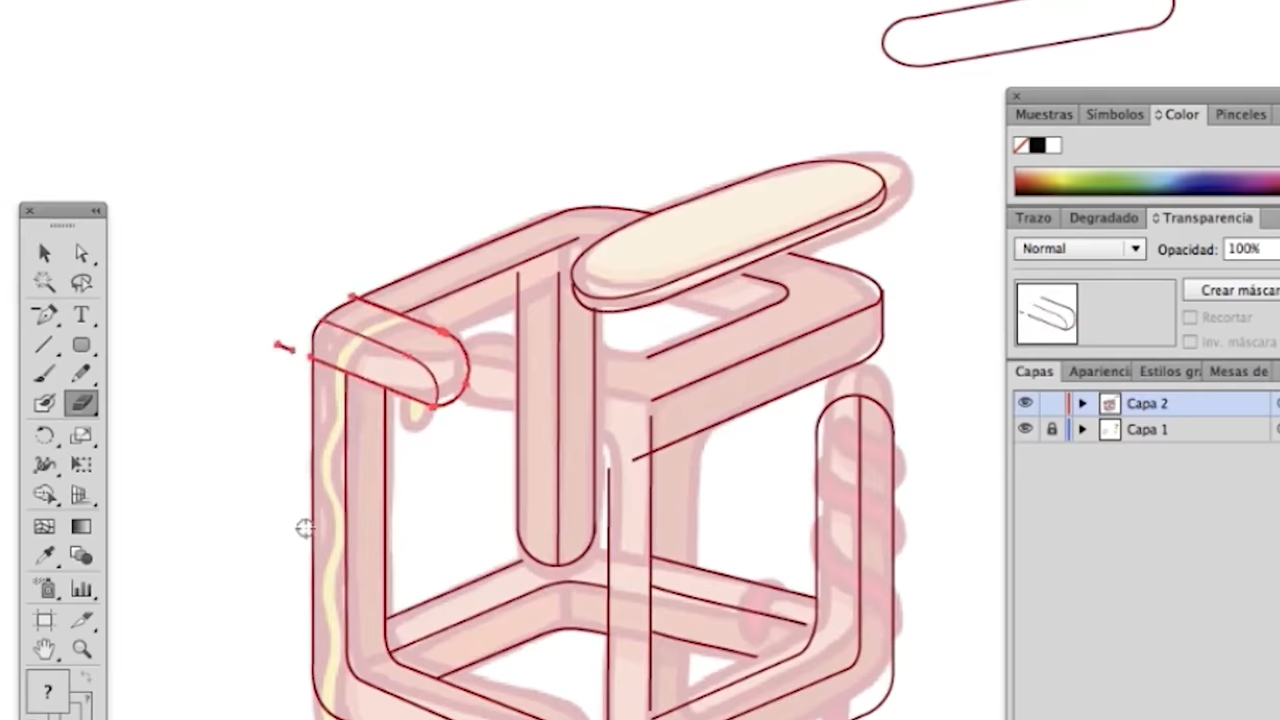 Muestras Símbolos Color Pinceles
Trazo Degradado Transparencia
Normal Opacidad: 100%
Crear máscar
Recortar
Inv. máscara
Capas Aparienci Estilos gra Mesas de
Capa 2
Capa 1
T
?
?